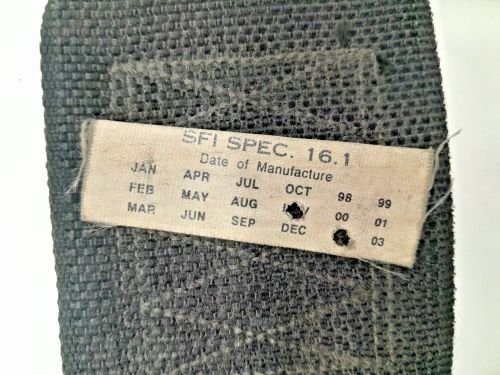 SFI SPEC. 16.1
Date of Manufacture
JAN APR JUL OCT 98 99
FEB MAY AUG 00 01
MAR JUN SEP DEC 03